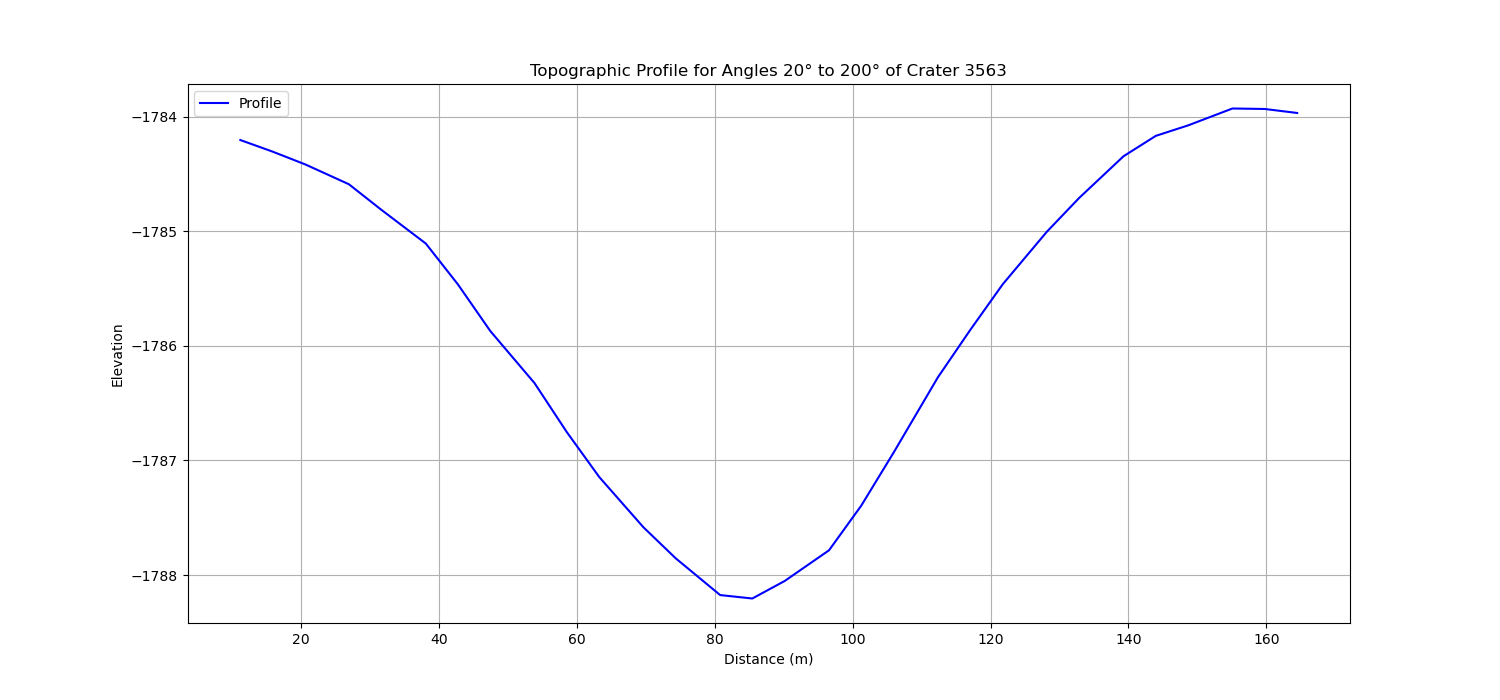 Topographic Profile for Angles 20° to 200° of Crater 3563
Profile
−1784
−1785
−1786
−1787
−1788
Elevation
20 40 60 80 100 120 140 160
Distance (m)